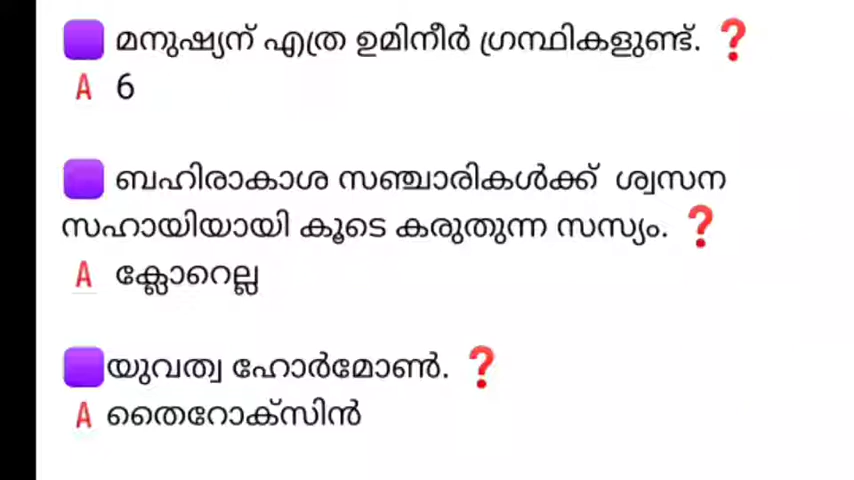 മനുഷ്യന് എത്ര ഉമിനീർ ഗ്രന്ഥികളുണ്ട്. ❓
A 6
ബഹിരാകാശ സഞ്ചാരികൾക്ക് ശ്വസന
സഹായിയായി കൂടെ കരുതുന്ന സസ്യം. ❓
A ക്ലോറെല്ല
യുവത്വ ഹോർമോൺ. ❓
A തൈറോക്സിൻ